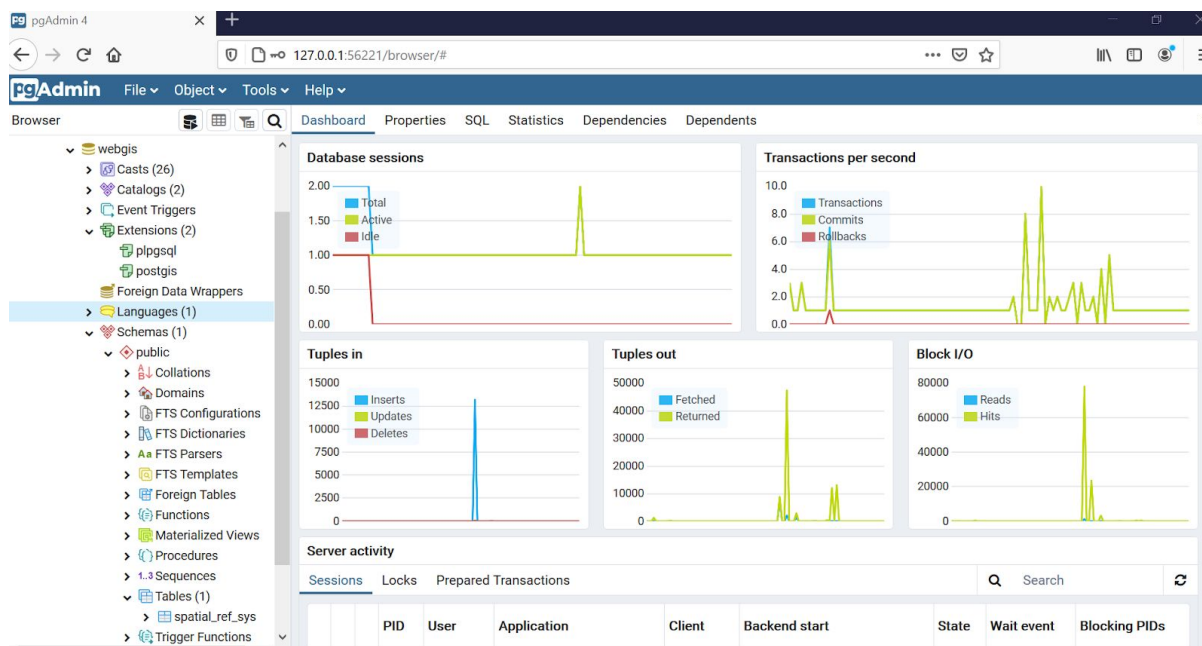 pgAdmin 4
127.0.0.1:56221/browser/#
pgAdmin File Object Tools Help
Browser
Dashboard Properties SQL Statistics Dependencies Dependents
webgis
Casts (26)
Catalogs (2)
Event Triggers
Extensions (2)
plpgsql
postgis
Foreign Data Wrappers
Languages (1)
Schemas (1)
public
Collations
Domains
FTS Configurations
FTS Dictionaries
Aa FTS Parsers
FTS Templates
Foreign Tables
Functions
Materialized Views
Procedures
1..3 Sequences
Tables (1)
spatial_ref_sys
Trigger Functions
Database sessions
2.00
1.50
1.00
0.50
0.00
Total
Active
Idle
Transactions per second
10.0
8.0
6.0
4.0
2.0
0.0
Transactions
Commits
Rollbacks
Tuples in
15000
12500
10000
7500
5000
2500
0
Inserts
Updates
Deletes
Tuples out
50000
40000
30000
20000
10000
0
Fetched
Returned
Block I/O
80000
60000
40000
20000
0
Reads
Hits
Server activity
Sessions Locks Prepared Transactions
Search
PID User Application Client Backend start State Wait event Blocking PIDs